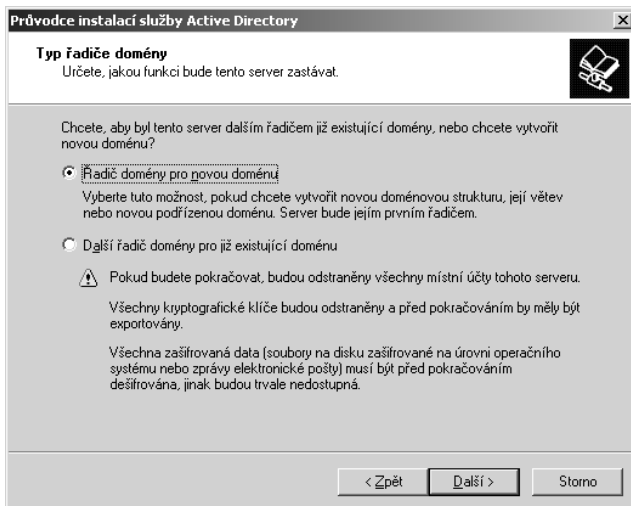 Průvodce instalací služby Active Directory
Typ řadiče domény
Určete, jakou funkci bude tento server zastávat.
Chcete, aby byl tento server dalším řadičem již existující domény, nebo chcete vytvořit
novou doménu?
Řadič domény pro novou doménu
Vyberte tuto možnost, pokud chcete vytvořit novou doménovou strukturu, její větev
nebo novou podřízenou doménu. Server bude jejím prvním řadičem.
Další řadič domény pro již existující doménu
Pokud budete pokračovat, budou odstraněny všechny místní účty tohoto serveru.
Všechny kryptografické klíče budou odstraněny a před pokračováním by měly být
exportovány.
Všechna zašifrovaná data (soubory na disku zašifrované na úrovni operačního
systému nebo zprávy elektronické pošty) musí být před pokračováním
dešifrována, jinak budou trvale nedostupná.
< Zpět Další > Storno